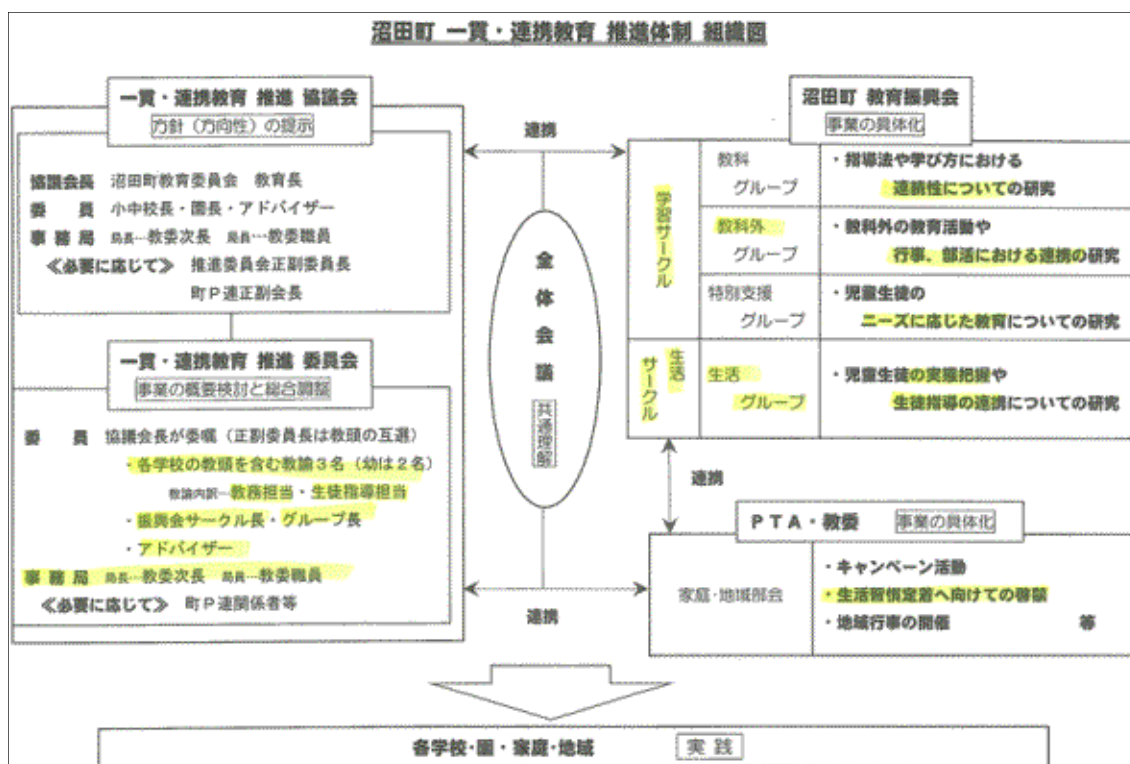 沼田町 一貫・連携教育 推進体制 組織図
一貫・連携教育 推進 協議会
方針(方向性)の提示
協議会長 沼田町教育委員会 教育長
委 員 小中校長・園長・アドバイザー
事務局 局長…教委次長 局員…教委職員
≪必要に応じて≫ 推進委員会正副委員長
町P連正副会長
一貫・連携教育 推進 委員会
事業の概要検討と総合調整
委 員 協議会長が委嘱(正副委員長は教頭の互選)
・各学校の教頭を含む教諭3名(幼は2名)
教諭内訳…教務担当・生徒指導担当
・振興会サークル長・グループ長
・アドバイザー
事務局 局長…教委次長 局員…教委職員
≪必要に応じて≫ 町P連関係者等
連携
全体会議 共通理解
連携
沼田町 教育振興会
事業の具体化
学習サークル
教科
グループ
・指導法や学び方における
連続性についての研究
教科外
グループ
・教科外の教育活動や
行事、部活における連携の研究
特別支援
グループ
・児童生徒の
ニーズに応じた教育についての研究
生活
サークル
生活
グループ
・児童生徒の実態把握や
生徒指導の連携についての研究
連携
PTA・教委 事業の具体化
家庭・地域部会
・キャンペーン活動
・生活習慣定着へ向けての啓蒙
・地域行事の開催 等
各学校・園・家庭・地域 実践